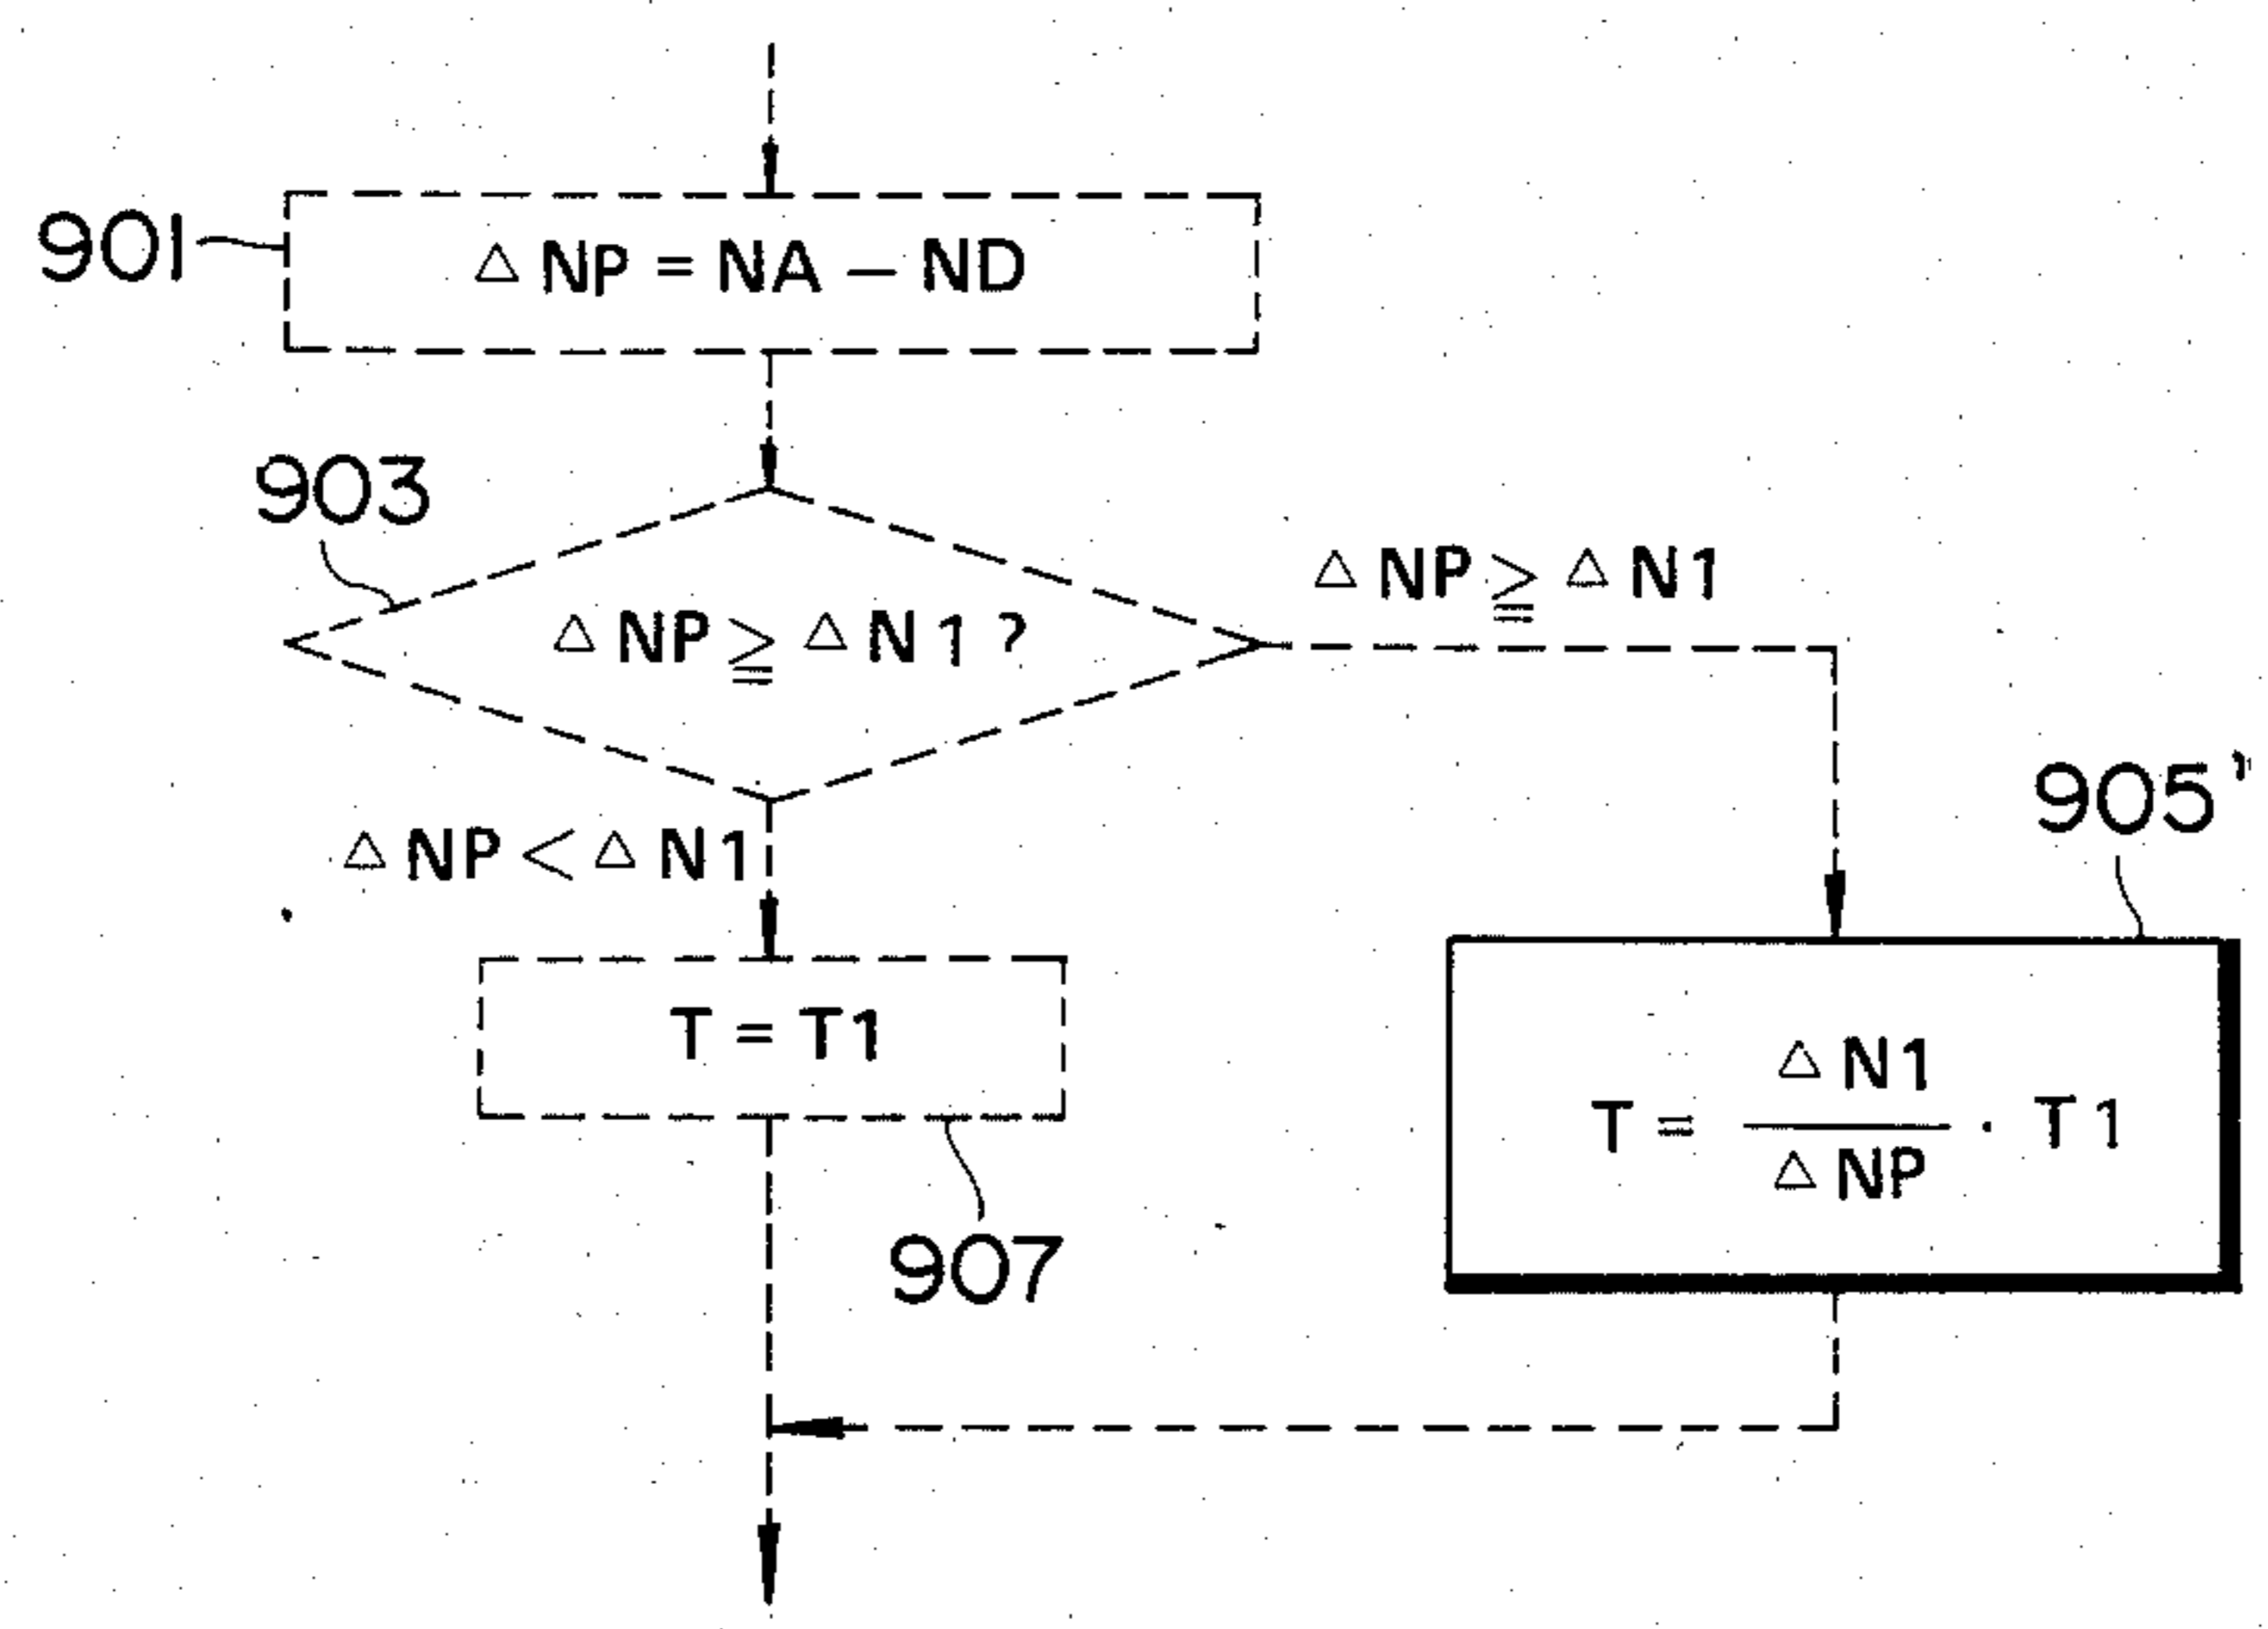 901
△NP = NA − ND
903
△NP ≧ △N1
△NP ≧ △N1 ?
905'
△NP < △N1
T = T1
T = △N1 / △NP · T1
907